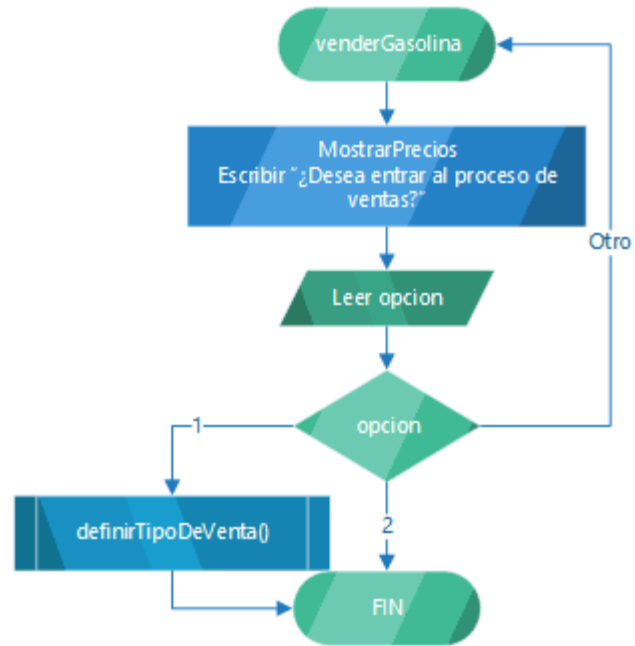 venderGasolina
MostrarPrecios
Escribir "¿Desea entrar al proceso de
ventas?"
Otro
Leer opcion
opcion
1
2
definirTipoDeVenta()
FIN